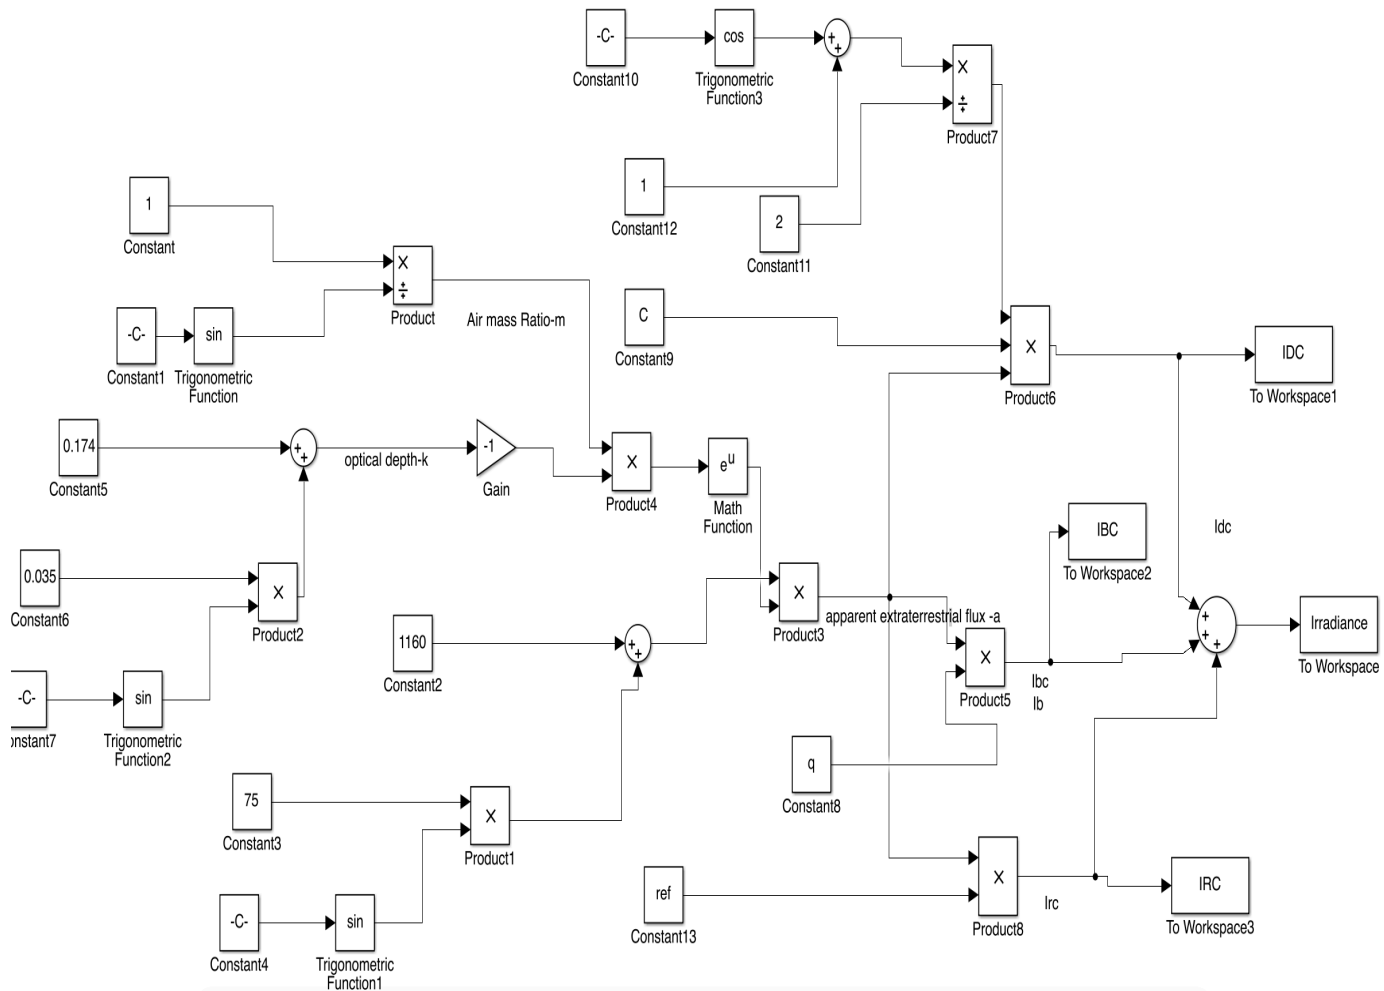 -C-
Constant10
cos
Trigonometric
Function3
+
+
X
÷
Product7
1
Constant12
2
Constant11
1
Constant
X
÷
Product
Air mass Ratio-m
-C-
Constant1
sin
Trigonometric
Function
C
Constant9
X
Product6
IDC
To Workspace1
0.174
Constant5
+
+
optical depth-k
-1
Gain
X
Product4
eu
Math
Function
IBC
To Workspace2
Idc
0.035
Constant6
X
Product2
X
Product3
apparent extraterrestrial flux -a
1160
Constant2
+
+
X
Product5
Ibc
Ib
+
+
+
Irradiance
To Workspace
-C-
onstant7
sin
Trigonometric
Function2
q
Constant8
75
Constant3
X
Product1
ref
Constant13
X
Product8
Irc
IRC
To Workspace3
-C-
Constant4
sin
Trigonometric
Function1